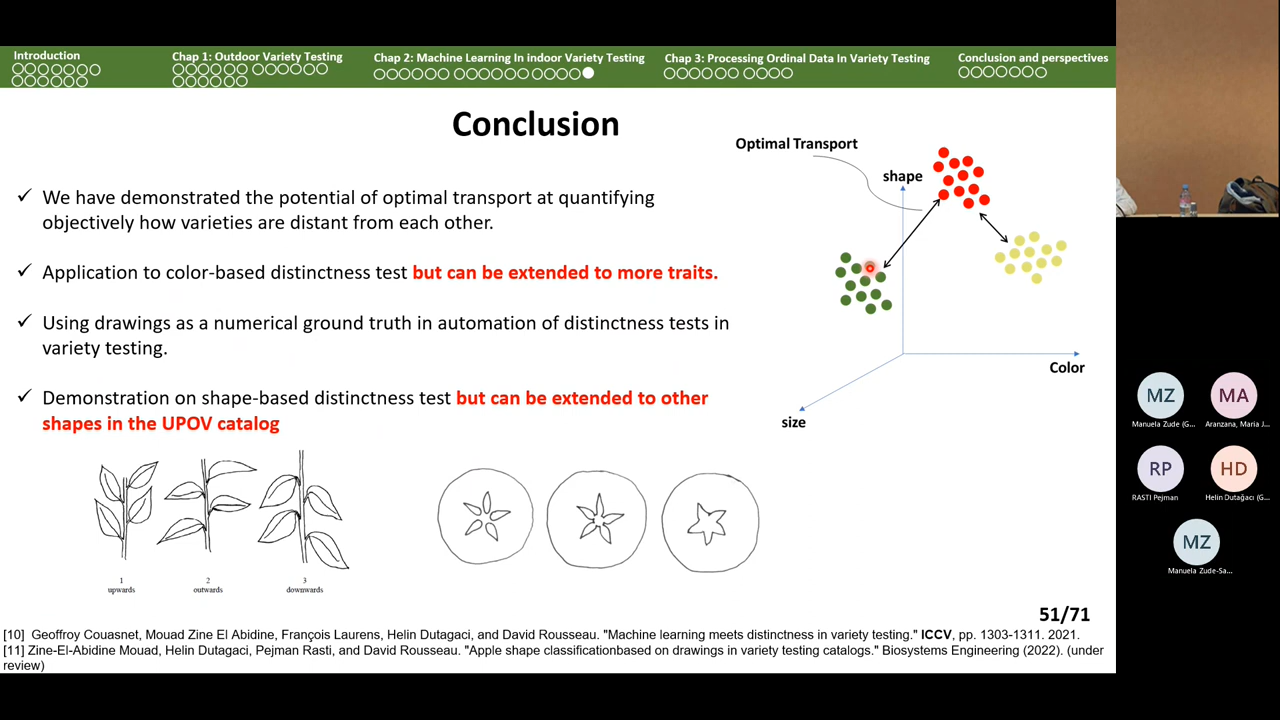 Introduction
Chap 1: Outdoor Variety Testing
Chap 2: Machine Learning In indoor Variety Testing
Chap 3: Processing Ordinal Data In Variety Testing
Conclusion and perspectives
Conclusion
Optimal Transport
shape
✓ We have demonstrated the potential of optimal transport at quantifying
objectively how varieties are distant from each other.
✓ Application to color-based distinctness test but can be extended to more traits.
✓ Using drawings as a numerical ground truth in automation of distinctness tests in
variety testing.
✓ Demonstration on shape-based distinctness test but can be extended to other
shapes in the UPOV catalog
Color
size
1
upwards
2
outwards
3
downwards
51/71
[10] Geoffroy Couasnet, Mouad Zine El Abidine, François Laurens, Helin Dutagaci, and David Rousseau. "Machine learning meets distinctness in variety testing." ICCV, pp. 1303-1311. 2021.
[11] Zine-El-Abidine Mouad, Helin Dutagaci, Pejman Rasti, and David Rousseau. "Apple shape classificationbased on drawings in variety testing catalogs." Biosystems Engineering (2022). (under
review)
MZ
Manuela Zude (G...
MA
Aranzana, Maria J...
RP
RASTI Pejman
HD
Helin Dutağacı (G...
MZ
Manuela Zude-Sa...